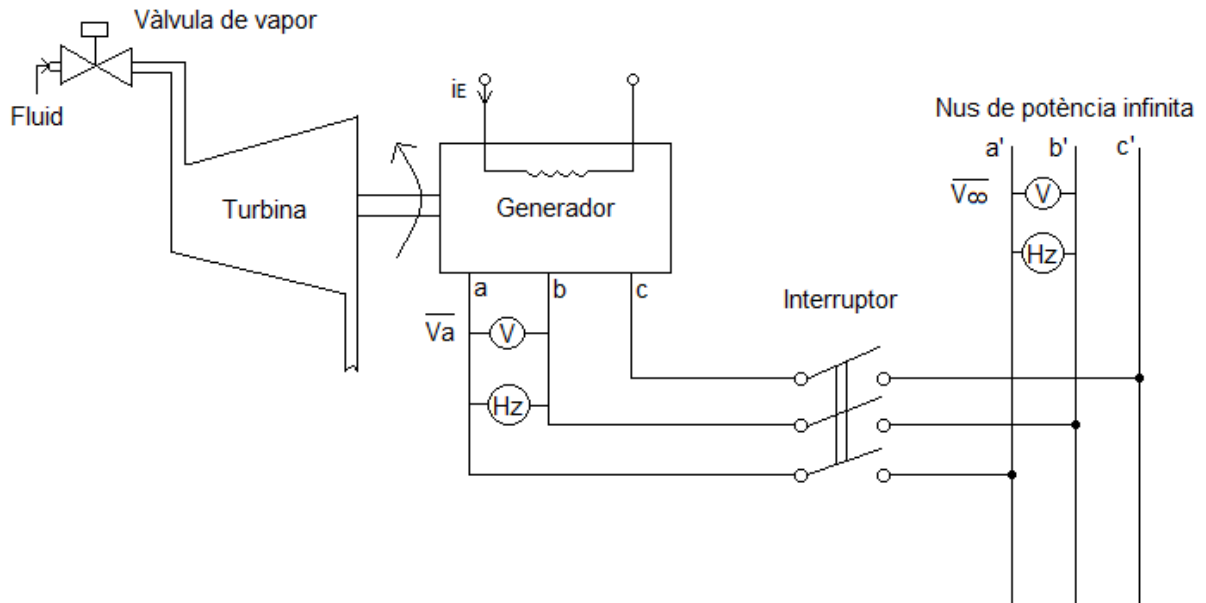 Vàlvula de vapor
Fluid
iE
Nus de potència infinita
a' b' c'
V∞ V
Hz
Turbina
Generador
a b c
Interruptor
Va V
Hz